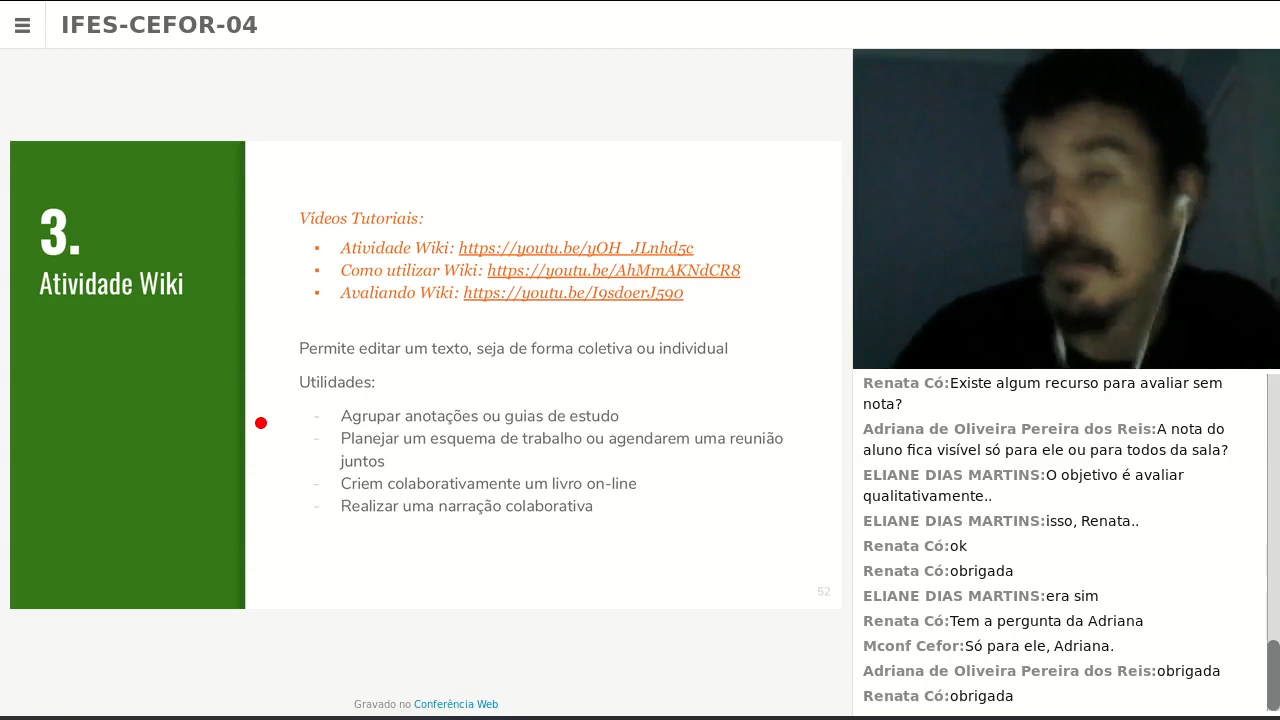 IFES-CEFOR-04
3.
Atividade Wiki
Vídeos Tutoriais:
▪ Atividade Wiki: https://youtu.be/yOH_JLnhd5c
▪ Como utilizar Wiki: https://youtu.be/AhMmAKNdCR8
▪ Avaliando Wiki: https://youtu.be/I9sdoerJ590
Permite editar um texto, seja de forma coletiva ou individual
Utilidades:
- Agrupar anotações ou guias de estudo
- Planejar um esquema de trabalho ou agendarem uma reunião
juntos
- Criem colaborativamente um livro on-line
- Realizar uma narração colaborativa
52
Gravado no Conferência Web
Renata Có:Existe algum recurso para avaliar sem
nota?
Adriana de Oliveira Pereira dos Reis:A nota do
aluno fica visível só para ele ou para todos da sala?
ELIANE DIAS MARTINS:O objetivo é avaliar
qualitativamente..
ELIANE DIAS MARTINS:isso, Renata..
Renata Có:ok
Renata Có:obrigada
ELIANE DIAS MARTINS:era sim
Renata Có:Tem a pergunta da Adriana
Mconf Cefor:Só para ele, Adriana.
Adriana de Oliveira Pereira dos Reis:obrigada
Renata Có:obrigada